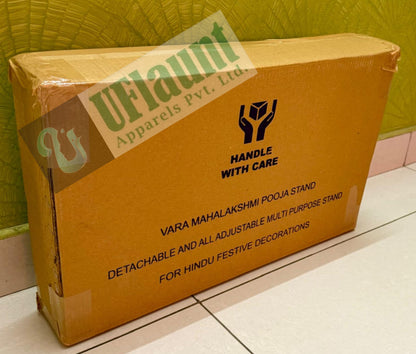 UFlaunt
Apparels Pvt. Ltd.
HANDLE
WITH CARE
VARA MAHALAKSHMI POOJA STAND
DETACHABLE AND ALL ADJUSTABLE MULTI PURPOSE STAND
FOR HINDU FESTIVE DECORATIONS